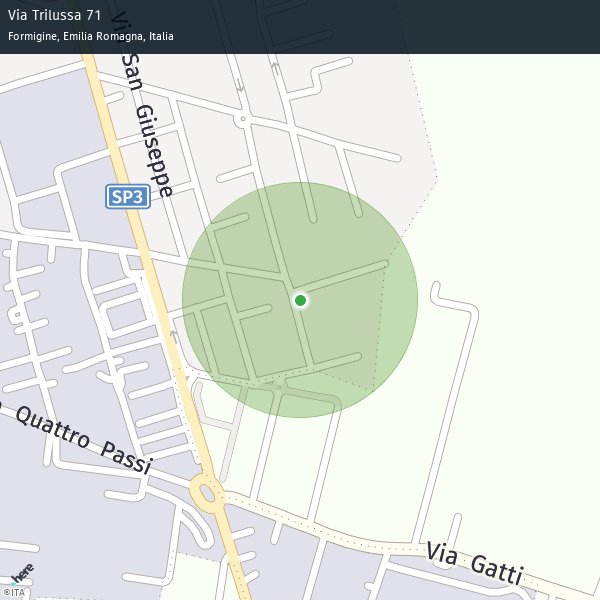 Via Trilussa 71
Formigine, Emilia Romagna, Italia
Via San Giuseppe
SP3
Quattro Passi
Via Gatti
here
©ITA